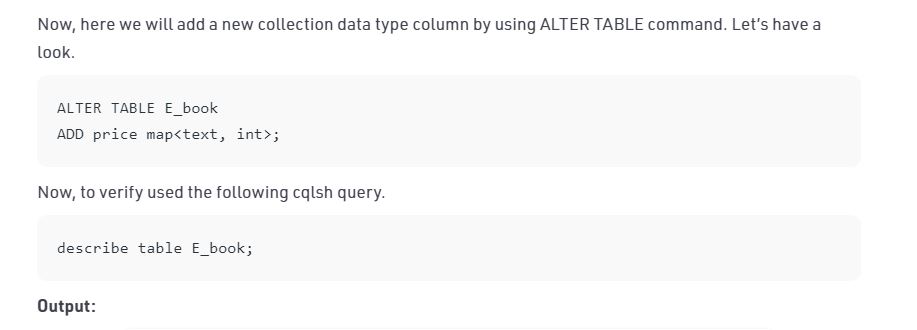 Now, here we will add a new collection data type column by using ALTER TABLE command. Let's have a
look.
ALTER TABLE E_book
ADD price map<text, int>;
Now, to verify used the following cqlsh query.
describe table E_book;
Output: